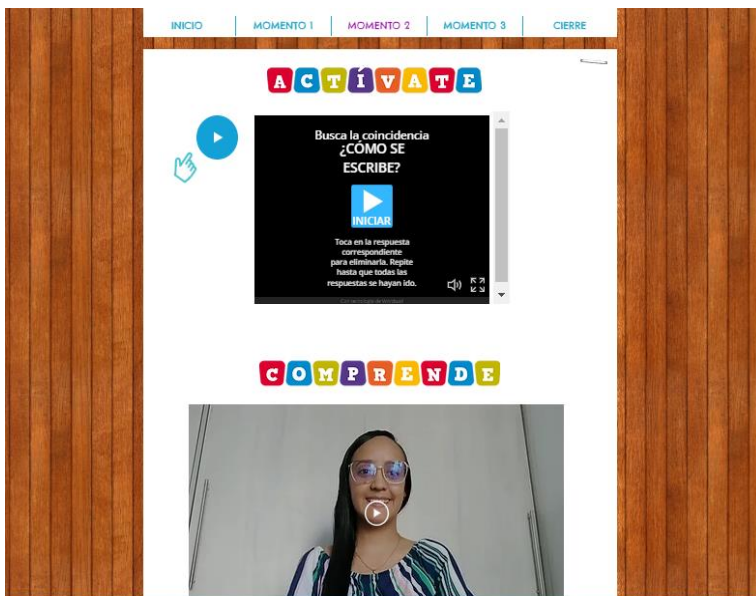 INICIO MOMENTO 1 MOMENTO 2 MOMENTO 3 CIERRE
ACTÍVATE
Busca la coincidencia
¿CÓMO SE
ESCRIBE?
INICIAR
Toca en la respuesta
correspondiente
para eliminarla. Repite
hasta que todas las
respuestas se hayan ido.
COMPRENDE